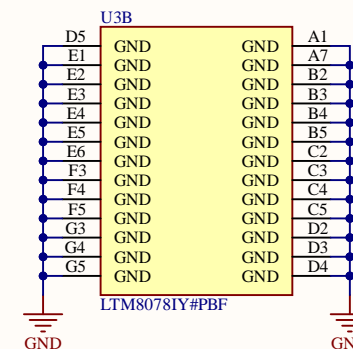 U3B
D5 GND GND A1
E1 GND GND A7
E2 GND GND B2
E3 GND GND B3
E4 GND GND B4
E5 GND GND B5
E6 GND GND C2
F3 GND GND C3
F4 GND GND C4
F5 GND GND C5
G3 GND GND D2
G4 GND GND D3
G5 GND GND D4
LTM8078IY#PBF
GND GN